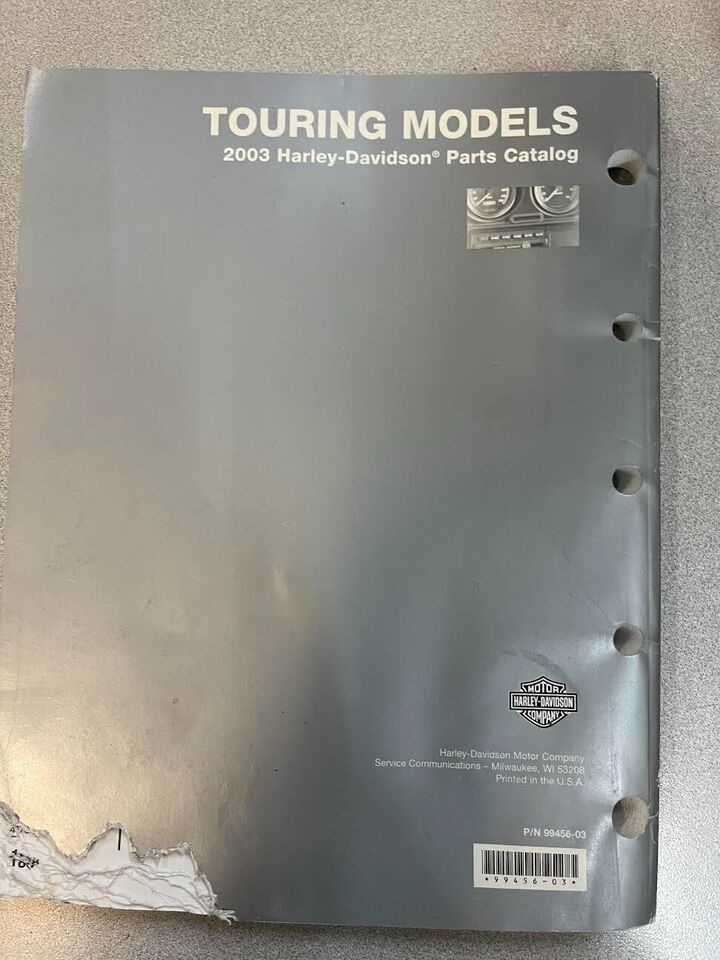 TOURING MODELS
2003 Harley-Davidson® Parts Catalog
MOTOR
HARLEY-DAVIDSON
COMPANY
Harley-Davidson Motor Company
Service Communications – Milwaukee, WI 53208
Printed in the U.S.A.
P/N 99456-03
*99456-03*